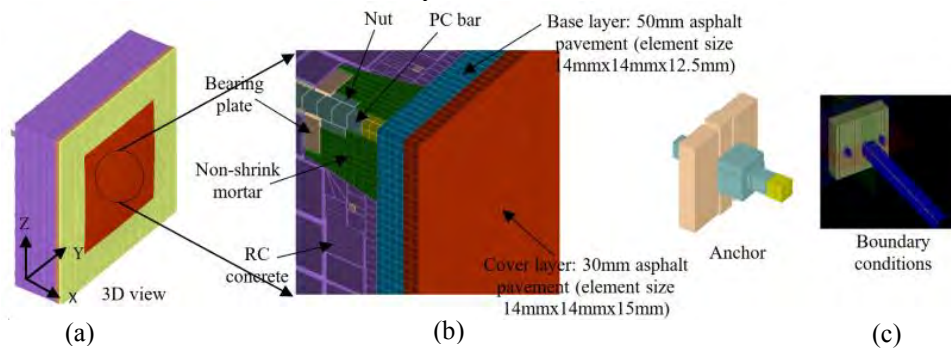 Nut
PC bar
Base layer: 50mm asphalt
pavement (element size
14mmx14mmx12.5mm)
Bearing
plate
Non-shrink
mortar
RC
concrete
Cover layer: 30mm asphalt
pavement (element size
14mmx14mmx15mm)
Z
Y
X
3D view
Anchor
Boundary
conditions
(a)
(b)
(c)